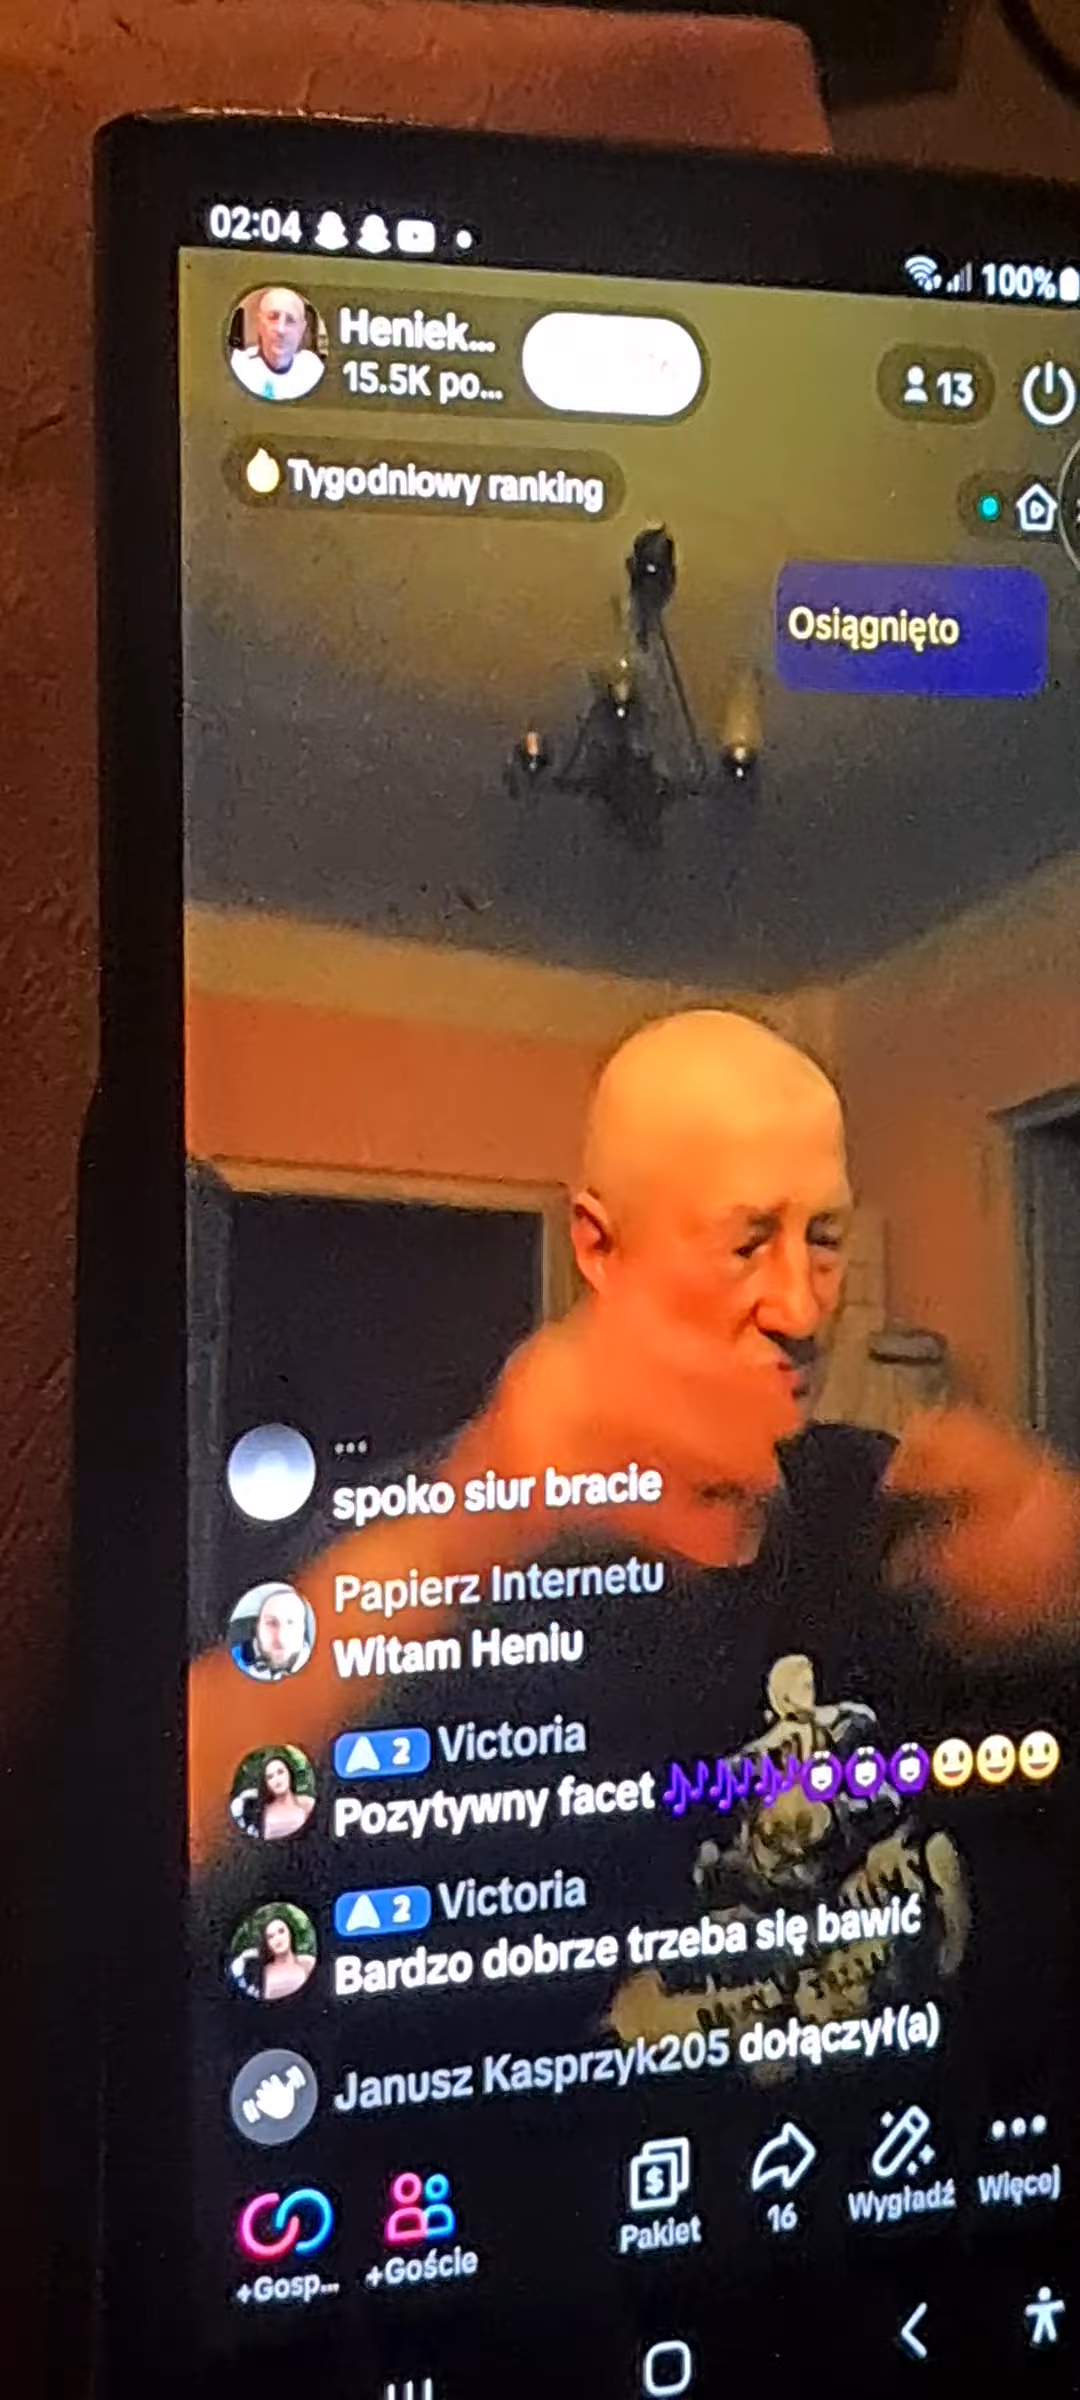 02:04
100%
Heniek...
15.5K po...
13
Tygodniowy ranking
Osiągnięto
...
spoko siur bracie
Papierz Internetu
Witam Heniu
2 Victoria
Pozytywny facet 🎶🎶🎶😃😃😃
2 Victoria
Bardzo dobrze trzeba się bawić
Janusz Kasprzyk205 dołączył(a)
+Gosp...
+Goście
Pakiet
16
Wygładź
Więcej